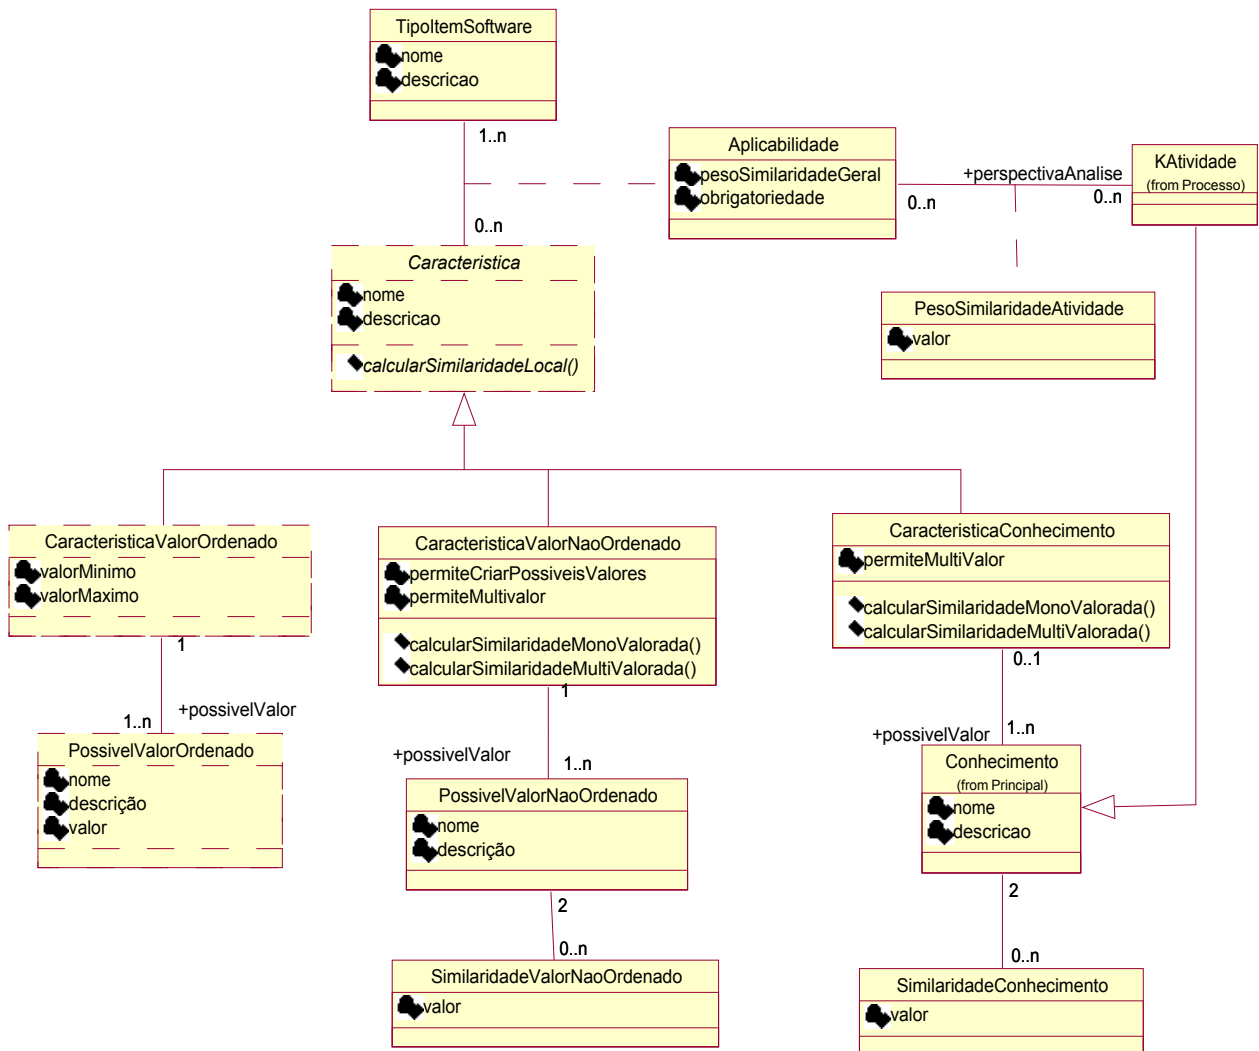 TipoItemSoftware
nome
descricao
1..n
0..n
Aplicabilidade
pesoSimilaridadeGeral
obrigatoriedade
+perspectivaAnalise
0..n
0..n
KAtividade
(from Processo)
PesoSimilaridadeAtividade
valor
Caracteristica
nome
descricao
calcularSimilaridadeLocal()
CaracteristicaValorOrdenado
valorMinimo
valorMaximo
1
+possivelValor
1..n
PossivelValorOrdenado
nome
descrição
valor
CaracteristicaValorNaoOrdenado
permiteCriarPossiveisValores
permiteMultivalor
calcularSimilaridadeMonoValorada()
calcularSimilaridadeMultiValorada()
1
+possivelValor
1..n
PossivelValorNaoOrdenado
nome
descrição
2
0..n
SimilaridadeValorNaoOrdenado
valor
CaracteristicaConhecimento
permiteMultiValor
calcularSimilaridadeMonoValorada()
calcularSimilaridadeMultiValorada()
0..1
1..n
+possivelValor
Conhecimento
(from Principal)
nome
descricao
2
0..n
SimilaridadeConhecimento
valor